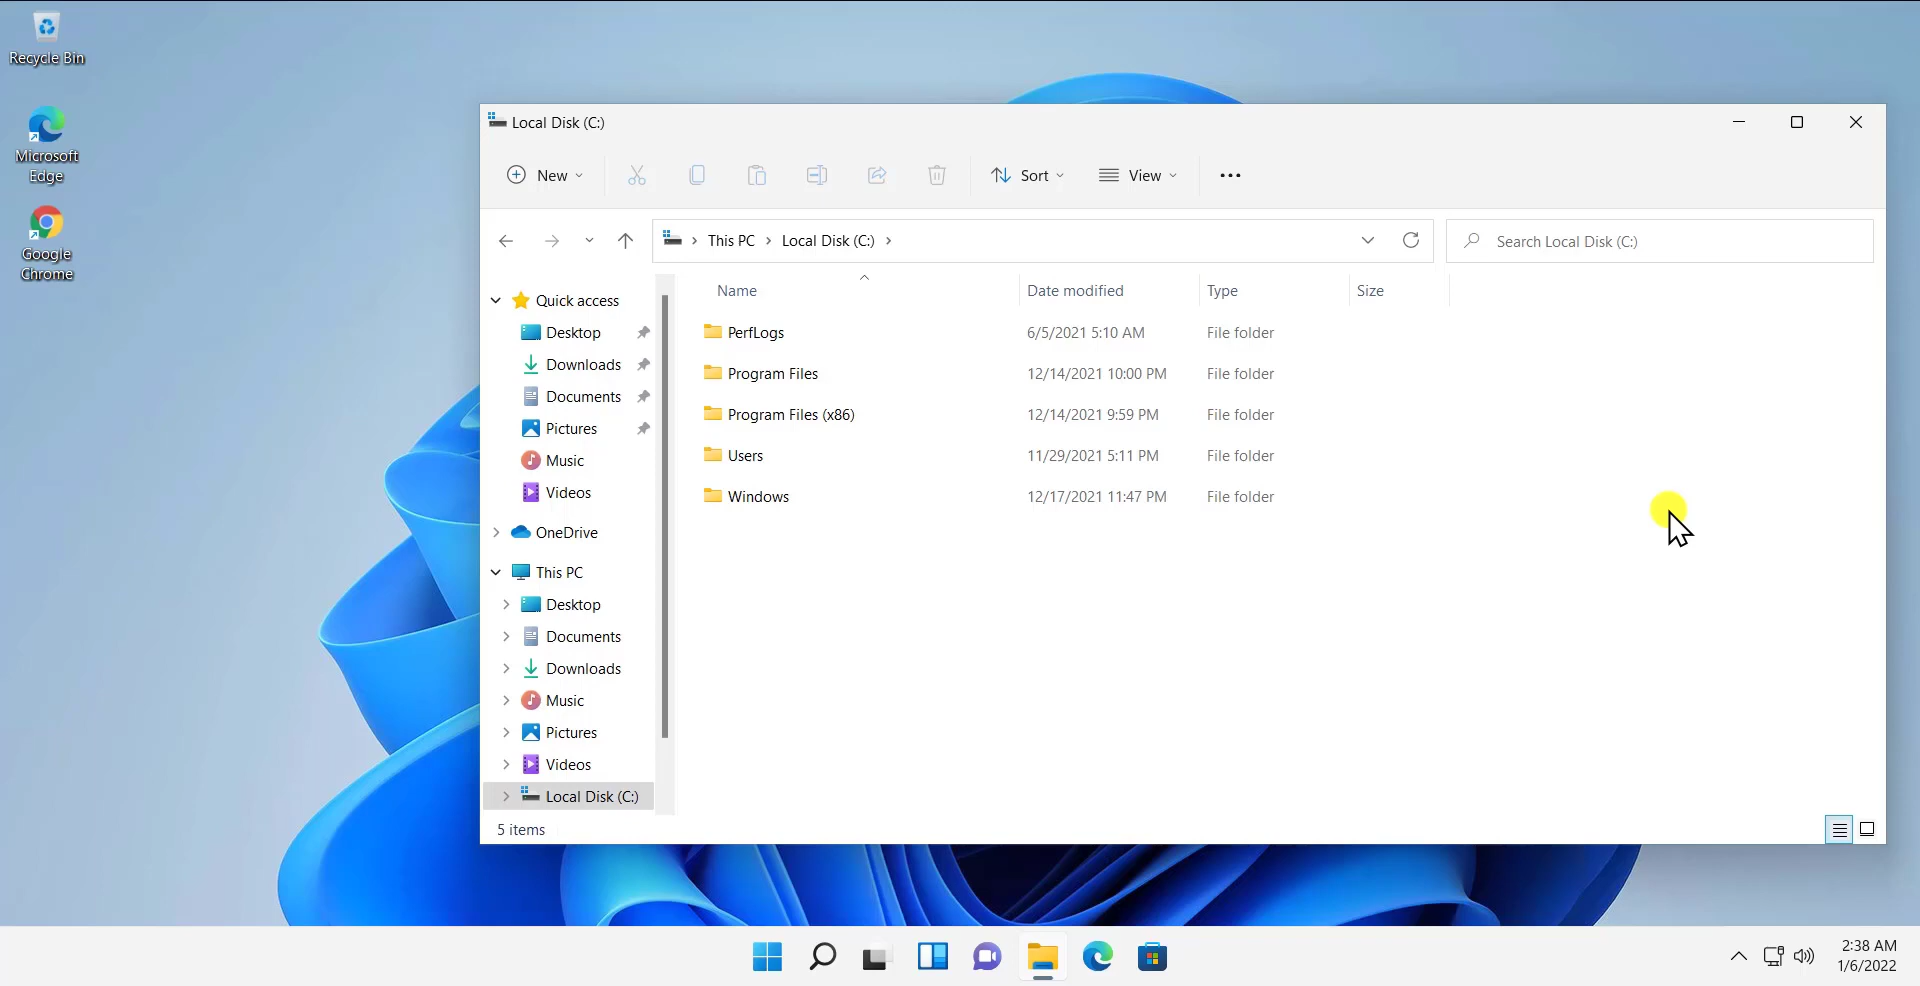 Recycle Bin
Microsoft
Edge
Google
Chrome
Local Disk (C:)
New
Sort
View
This PC
Local Disk (C:)
Search Local Disk (C:)
Quick access
Desktop
Downloads
Documents
Pictures
Music
Videos
OneDrive
This PC
Desktop
Documents
Downloads
Music
Pictures
Videos
Local Disk (C:)
Name Date modified Type Size
PerfLogs 6/5/2021 5:10 AM File folder
Program Files 12/14/2021 10:00 PM File folder
Program Files (x86) 12/14/2021 9:59 PM File folder
Users 11/29/2021 5:11 PM File folder
Windows 12/17/2021 11:47 PM File folder
5 items
2:38 AM
1/6/2022